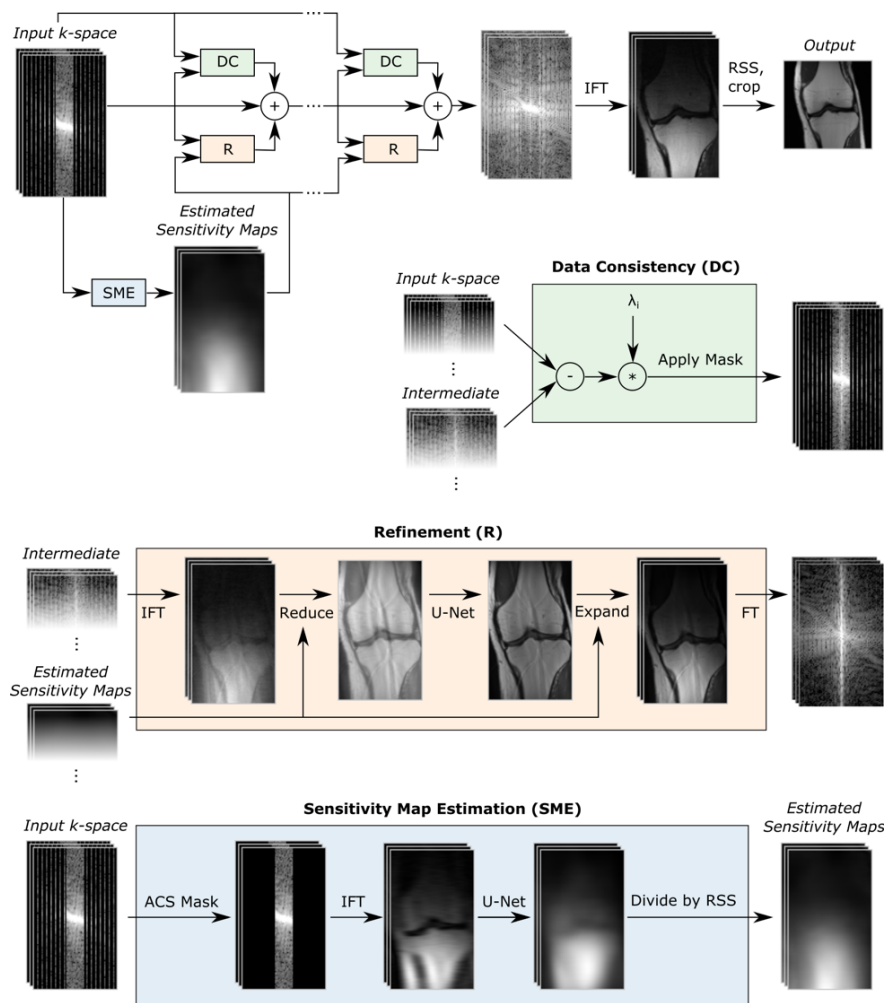 Input k-space
DC
DC
+
+
R
R
IFT
RSS,
crop
Output
Estimated
Sensitivity Maps
SME
Data Consistency (DC)
Input k-space
λi
-
*
Apply Mask
Intermediate
Refinement (R)
Intermediate
IFT
Reduce
U-Net
Expand
FT
Estimated
Sensitivity Maps
Sensitivity Map Estimation (SME)
Input k-space
Estimated
Sensitivity Maps
ACS Mask
IFT
U-Net
Divide by RSS